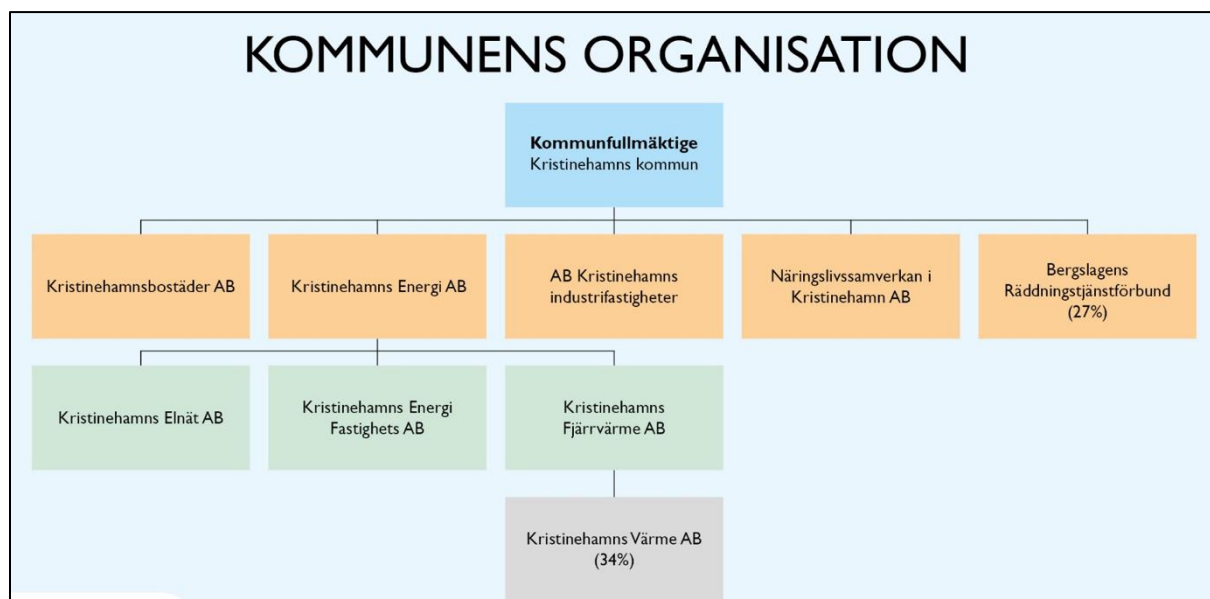 KOMMUNENS ORGANISATION
Kommunfullmäktige
Kristinehamns kommun
Kristinehamnsbostäder AB
Kristinehamns Energi AB
AB Kristinehamns
industrifastigheter
Näringslivssamverkan i
Kristinehamn AB
Bergslagens
Räddningstjänstförbund
(27%)
Kristinehamns Elnät AB
Kristinehamns Energi
Fastighets AB
Kristinehamns
Fjärrvärme AB
Kristinehamns Värme AB
(34%)